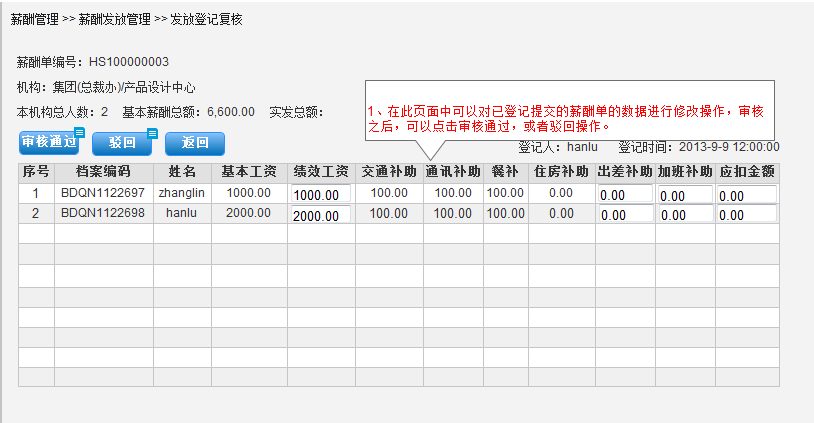 薪酬管理 >> 薪酬发放管理 >> 发放登记复核
薪酬单编号：HS100000003
机构：集团(总裁办)/产品设计中心
本机构总人数：2 基本薪酬总额：6,600.00 实发总额：
1、在此页面中可以对已登记提交的薪酬单的数据进行修改操作，审核
之后，可以点击审核通过，或者驳回操作。
审核通过 驳回 返回
登记人：hanlu 登记时间：2013-9-9 12:00:00
序号 档案编码 姓名 基本工资 绩效工资 交通补助 通讯补助 餐补 住房补助 出差补助 加班补助 应扣金额
1 BDQN1122697 zhanglin 1000.00 1000.00 100.00 100.00 100.00 0.00 0.00 0.00 0.00
2 BDQN1122698 hanlu 2000.00 2000.00 100.00 100.00 100.00 0.00 0.00 0.00 0.00